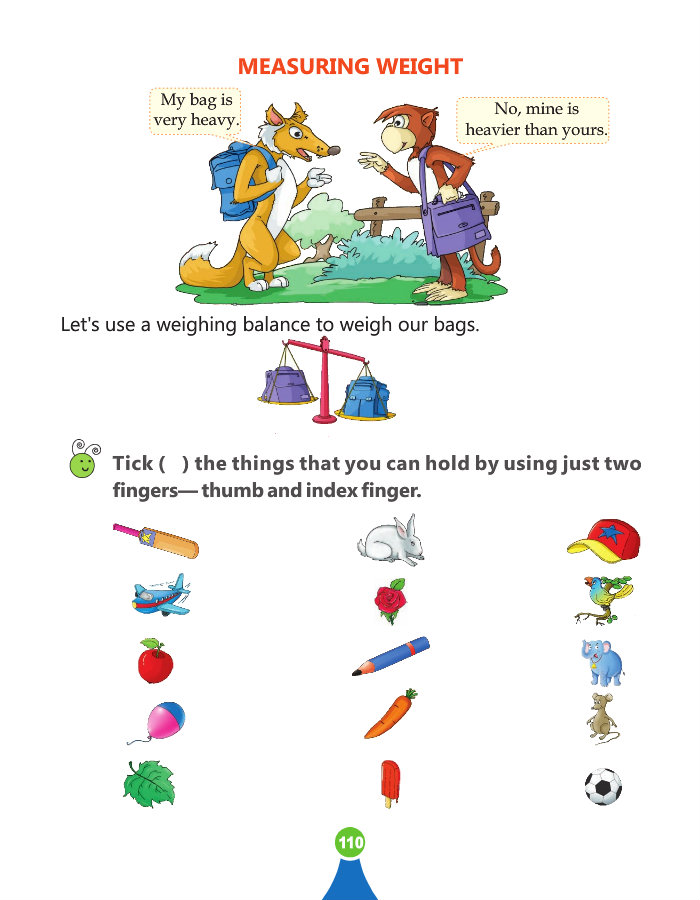 MEASURING WEIGHT
My bag is
very heavy.
No, mine is
heavier than yours.
Let's use a weighing balance to weigh our bags.
Tick (   ) the things that you can hold by using just two
fingers— thumb and index finger.
110